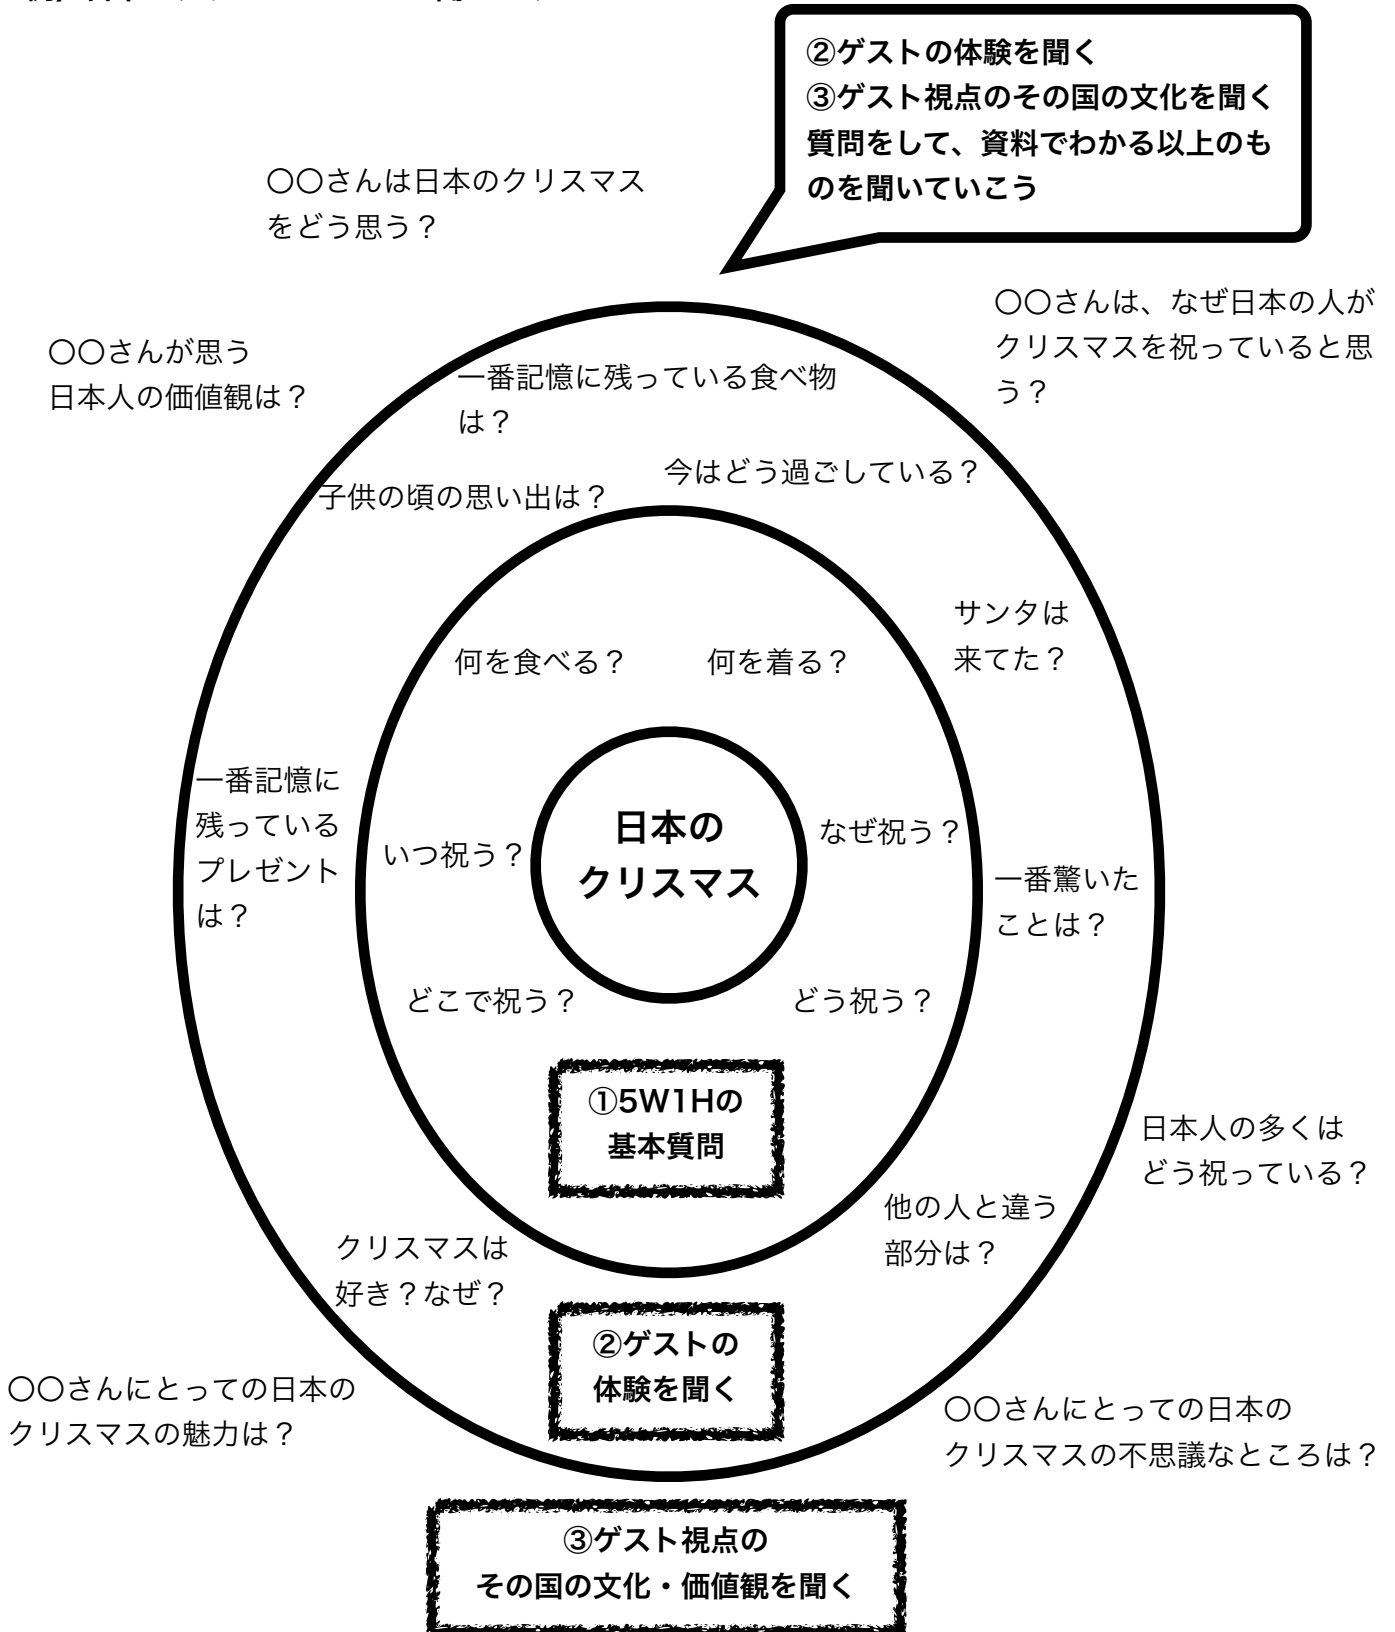 ②ゲストの体験を聞く
③ゲスト視点のその国の文化を聞く
質問をして、資料でわかる以上のも
のを聞いていこう
〇〇さんは日本のクリスマス
をどう思う？
〇〇さんは、なぜ日本の人が
クリスマスを祝っていると思
う？
〇〇さんが思う
日本人の価値観は？
一番記憶に残っている食べ物
は？
今はどう過ごしている？
子供の頃の思い出は？
サンタは
来てた？
何を食べる？
何を着る？
一番記憶に
残っている
プレゼント
は？
いつ祝う？
日本の
クリスマス
なぜ祝う？
一番驚いた
ことは？
どこで祝う？
どう祝う？
①5W1Hの
基本質問
日本人の多くは
どう祝っている？
他の人と違う
部分は？
クリスマスは
好き？なぜ？
②ゲストの
体験を聞く
〇〇さんにとっての日本の
クリスマスの魅力は？
〇〇さんにとっての日本の
クリスマスの不思議なところは？
③ゲスト視点の
その国の文化・価値観を聞く